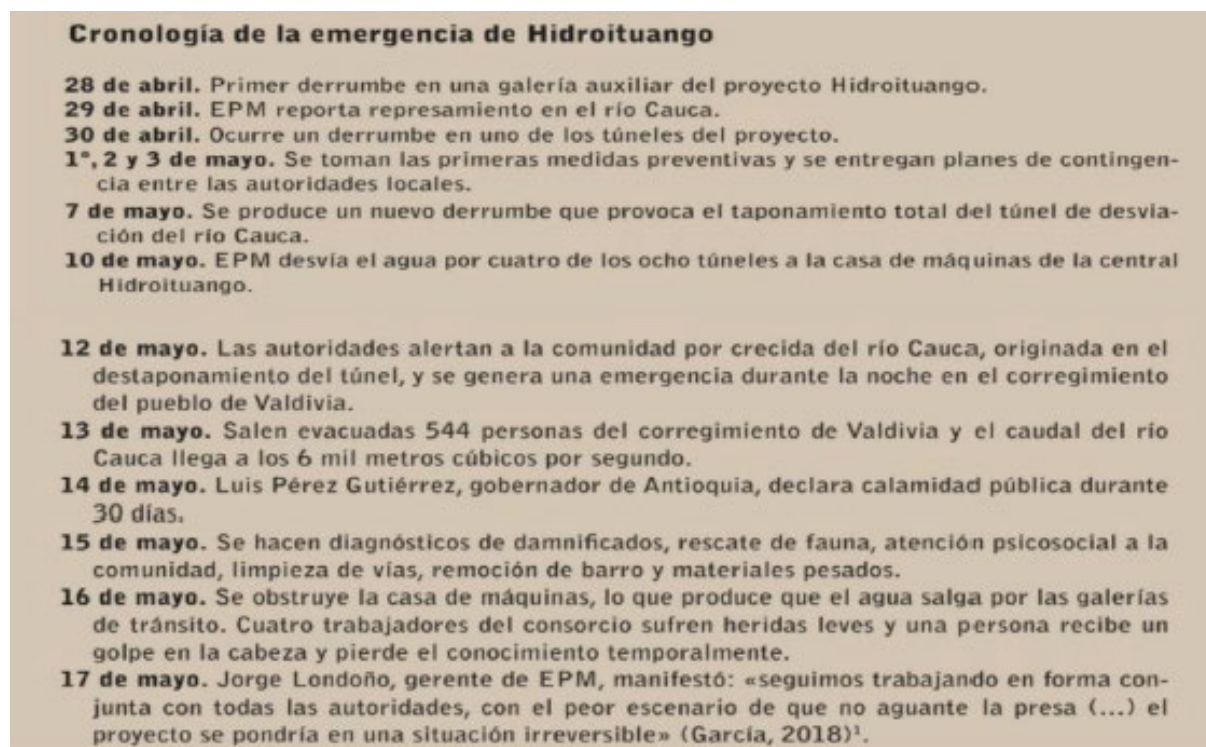 Cronología de la emergencia de Hidroituango
28 de abril. Primer derrumbe en una galería auxiliar del proyecto Hidroituango.
29 de abril. EPM reporta represamiento en el río Cauca.
30 de abril. Ocurre un derrumbe en uno de los túneles del proyecto.
1°, 2 y 3 de mayo. Se toman las primeras medidas preventivas y se entregan planes de contingen-
cia entre las autoridades locales.
7 de mayo. Se produce un nuevo derrumbe que provoca el taponamiento total del túnel de desvia-
ción del río Cauca.
10 de mayo. EPM desvía el agua por cuatro de los ocho túneles a la casa de máquinas de la central
Hidroituango.
12 de mayo. Las autoridades alertan a la comunidad por crecida del río Cauca, originada en el
destaponamiento del túnel, y se genera una emergencia durante la noche en el corregimiento
del pueblo de Valdivia.
13 de mayo. Salen evacuadas 544 personas del corregimiento de Valdivia y el caudal del río
Cauca llega a los 6 mil metros cúbicos por segundo.
14 de mayo. Luis Pérez Gutiérrez, gobernador de Antioquia, declara calamidad pública durante
30 días.
15 de mayo. Se hacen diagnósticos de damnificados, rescate de fauna, atención psicosocial a la
comunidad, limpieza de vías, remoción de barro y materiales pesados.
16 de mayo. Se obstruye la casa de máquinas, lo que produce que el agua salga por las galerías
de tránsito. Cuatro trabajadores del consorcio sufren heridas leves y una persona recibe un
golpe en la cabeza y pierde el conocimiento temporalmente.
17 de mayo. Jorge Londoño, gerente de EPM, manifestó: «seguimos trabajando en forma con-
junta con todas las autoridades, con el peor escenario de que no aguante la presa (...) el
proyecto se pondría en una situación irreversible» (García, 2018)¹.